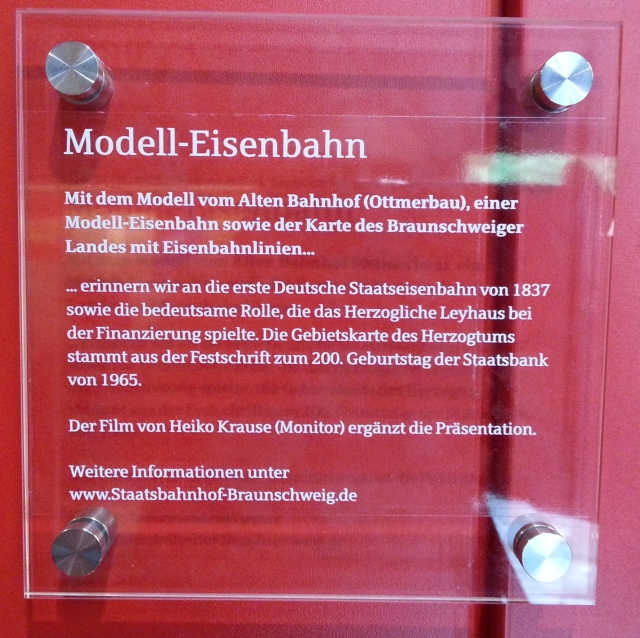 Modell-Eisenbahn
Mit dem Modell vom Alten Bahnhof (Ottmerbau), einer
Modell-Eisenbahn sowie der Karte des Braunschweiger
Landes mit Eisenbahnlinien...
... erinnern wir an die erste Deutsche Staatseisenbahn von 1837
sowie die bedeutsame Rolle, die das Herzogliche Leyhaus bei
der Finanzierung spielte. Die Gebietskarte des Herzogtums
stammt aus der Festschrift zum 200. Geburtstag der Staatsbank
von 1965.
Der Film von Heiko Krause (Monitor) ergänzt die Präsentation.
Weitere Informationen unter
www.Staatsbahnhof-Braunschweig.de